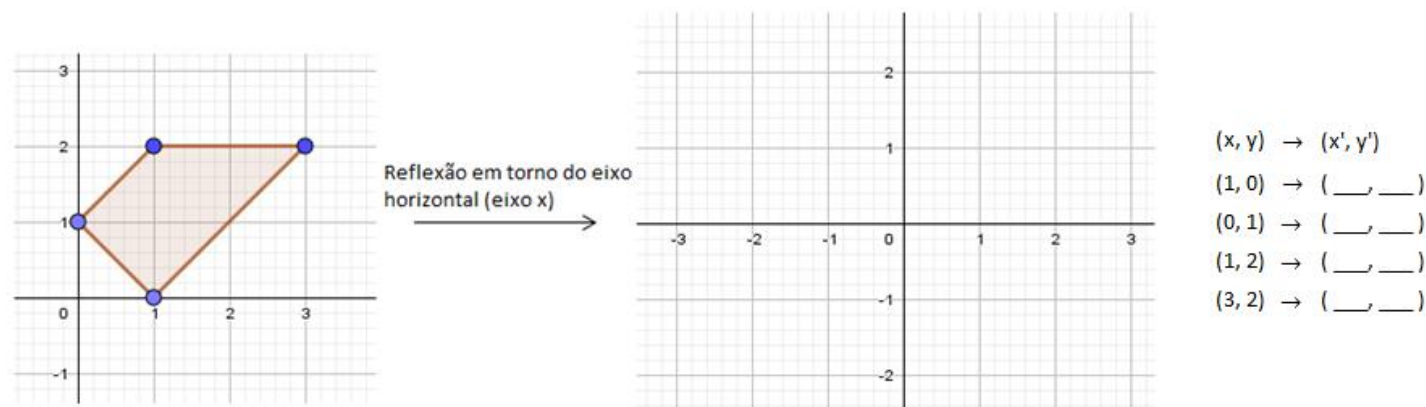 3
2
1
0
1
2
3
-1
Reflexão em torno do eixo
horizontal (eixo x)
2
1
-3
-2
-1
0
1
2
3
-1
-2
(x, y) → (x', y')
(1, 0) → ( ___, ___ )
(0, 1) → ( ___, ___ )
(1, 2) → ( ___, ___ )
(3, 2) → ( ___, ___ )